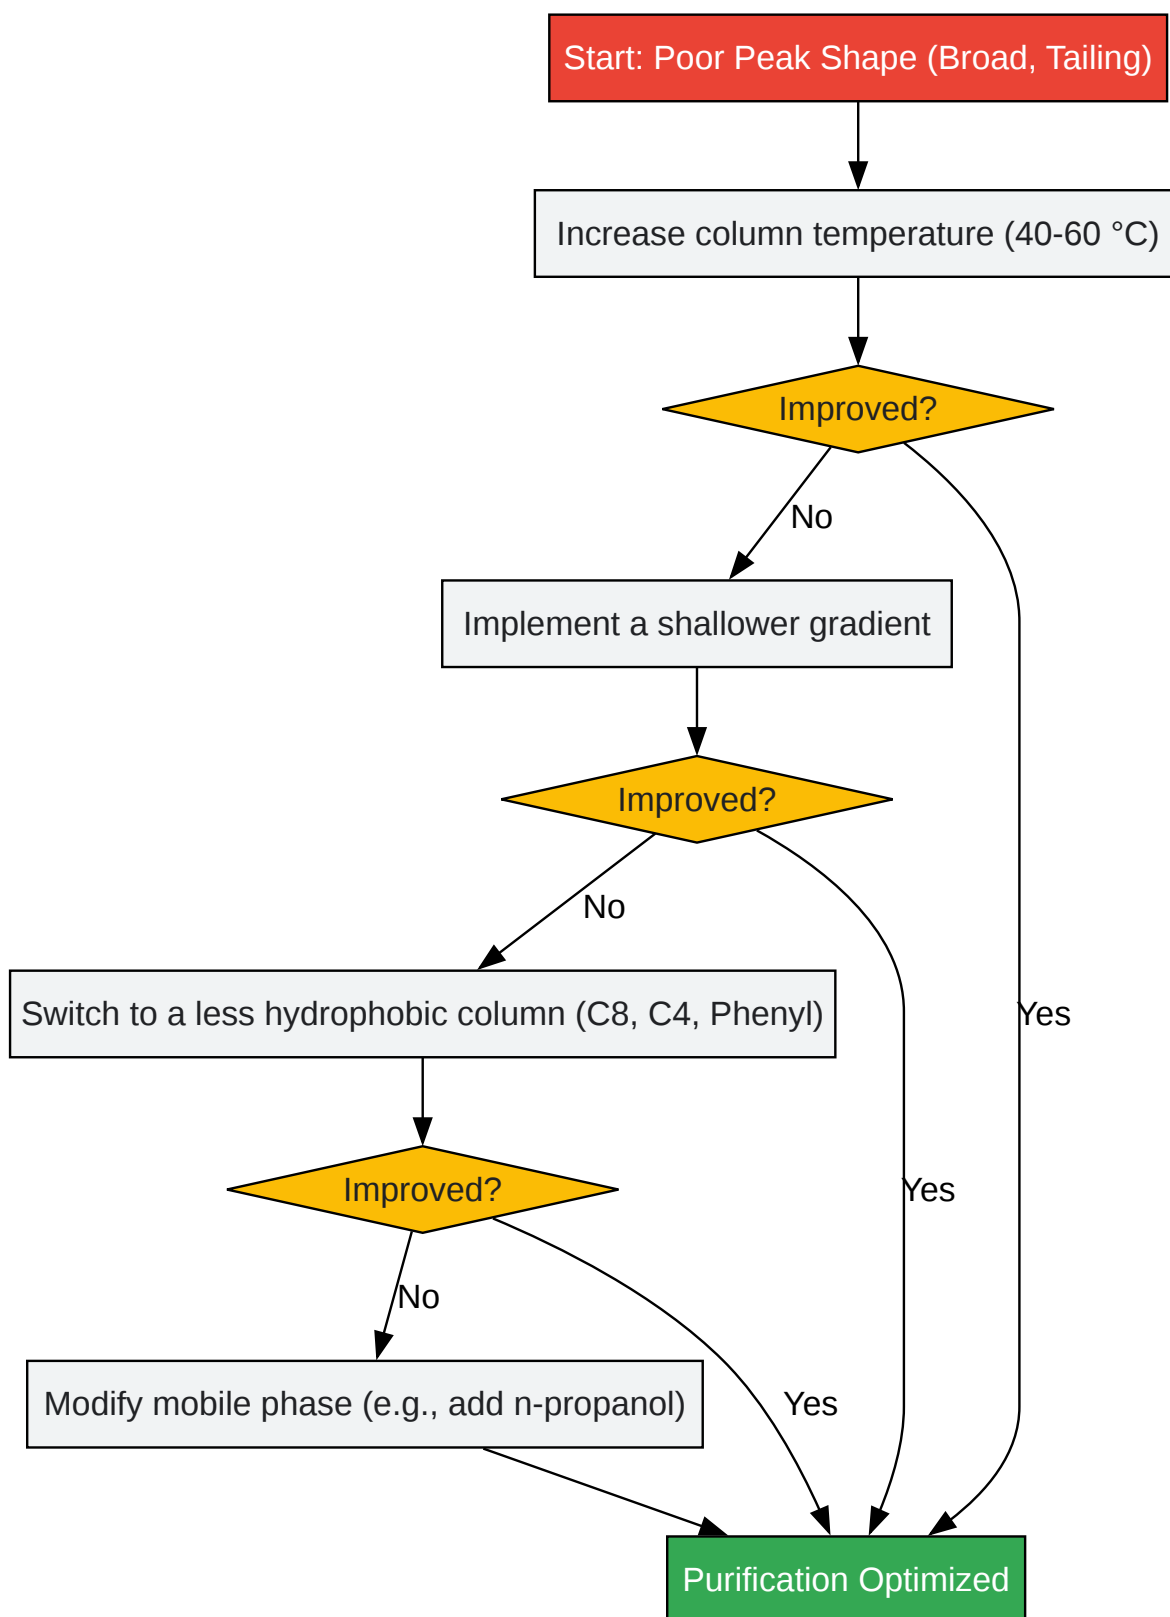 Start: Poor Peak Shape (Broad, Tailing)
Increase column temperature (40-60 °C)
Improved?
No
Implement a shallower gradient
Improved?
No
Switch to a less hydrophobic column (C8, C4, Phenyl)
Yes
Improved?
Yes
No
Modify mobile phase (e.g., add n-propanol)
Yes
Purification Optimized